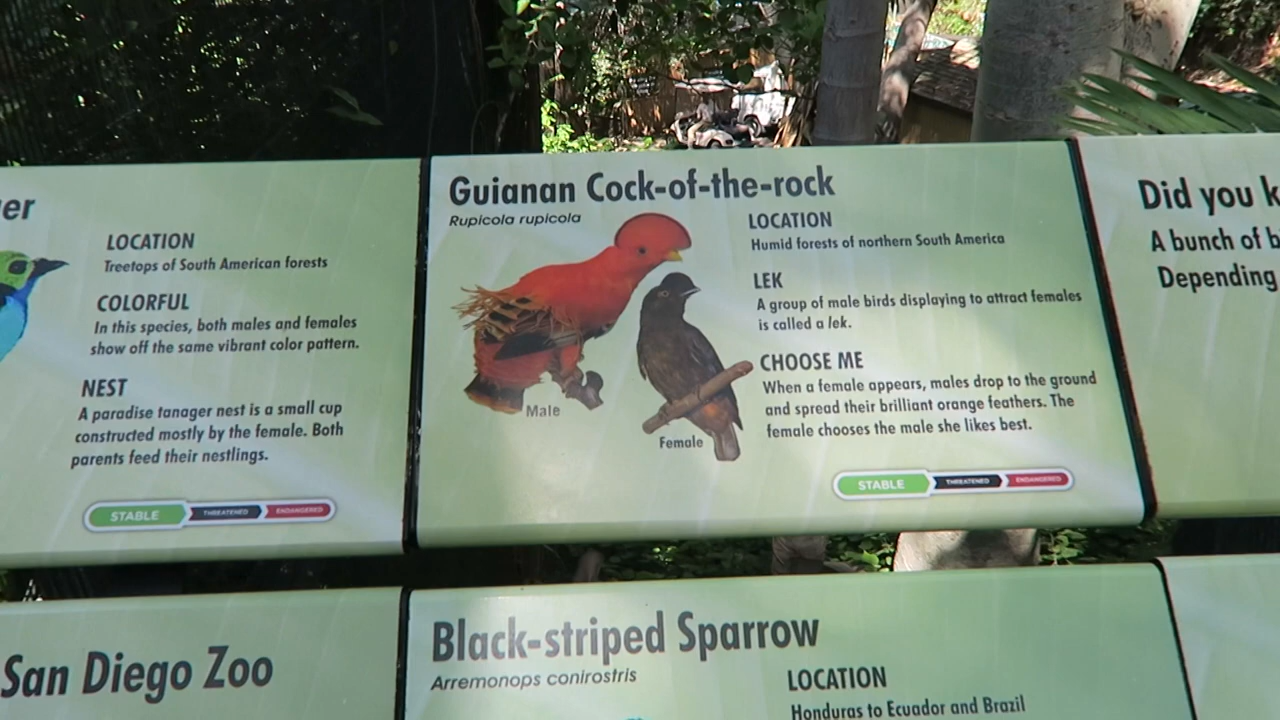 er
LOCATION
Treetops of South American forests
COLORFUL
In this species, both males and females
show off the same vibrant color pattern.
NEST
A paradise tanager nest is a small cup
constructed mostly by the female. Both
parents feed their nestlings.
STABLE THREATENED ENDANGERED
Guianan Cock-of-the-rock
Rupicola rupicola
Male
Female
LOCATION
Humid forests of northern South America
LEK
A group of male birds displaying to attract females
is called a lek.
CHOOSE ME
When a female appears, males drop to the ground
and spread their brilliant orange feathers. The
female chooses the male she likes best.
STABLE THREATENED ENDANGERED
Did you k
A bunch of b
Depending
San Diego Zoo
Black-striped Sparrow
Arremonops conirostris
LOCATION
Honduras to Ecuador and Brazil